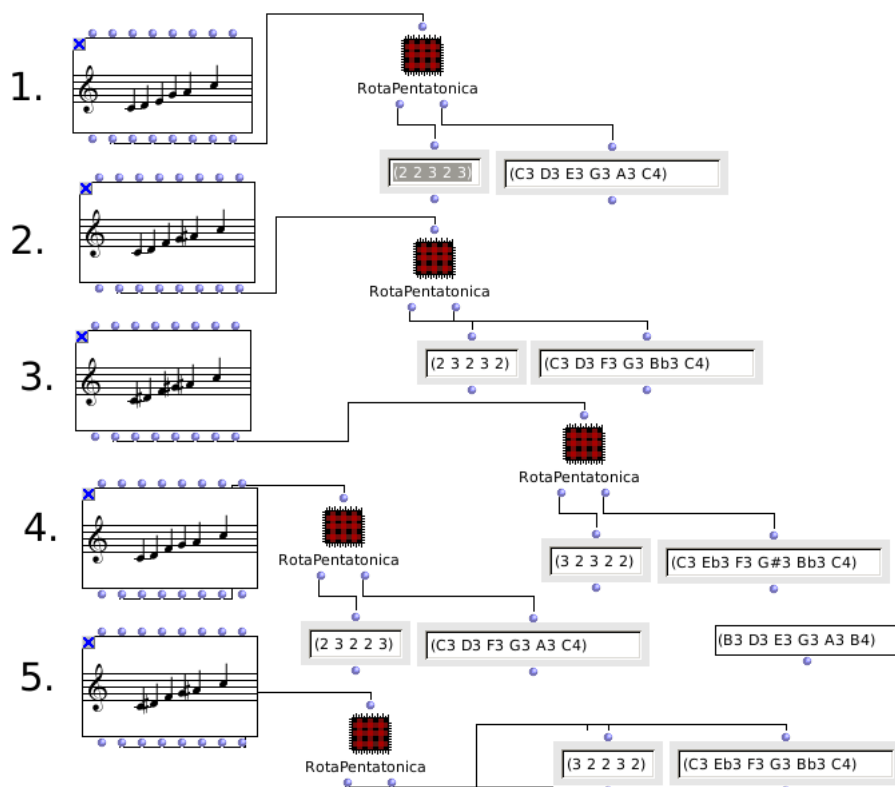 1.
RotaPentatonica
(2 2 3 2 3)
(C3 D3 E3 G3 A3 C4)
2.
RotaPentatonica
(2 3 2 3 2)
(C3 D3 F3 G3 Bb3 C4)
3.
RotaPentatonica
(3 2 3 2 2)
(C3 Eb3 F3 G#3 Bb3 C4)
4.
RotaPentatonica
(2 3 2 2 3)
(C3 D3 F3 G3 A3 C4)
(B3 D3 E3 G3 A3 B4)
5.
RotaPentatonica
(3 2 2 3 2)
(C3 Eb3 F3 G3 Bb3 C4)